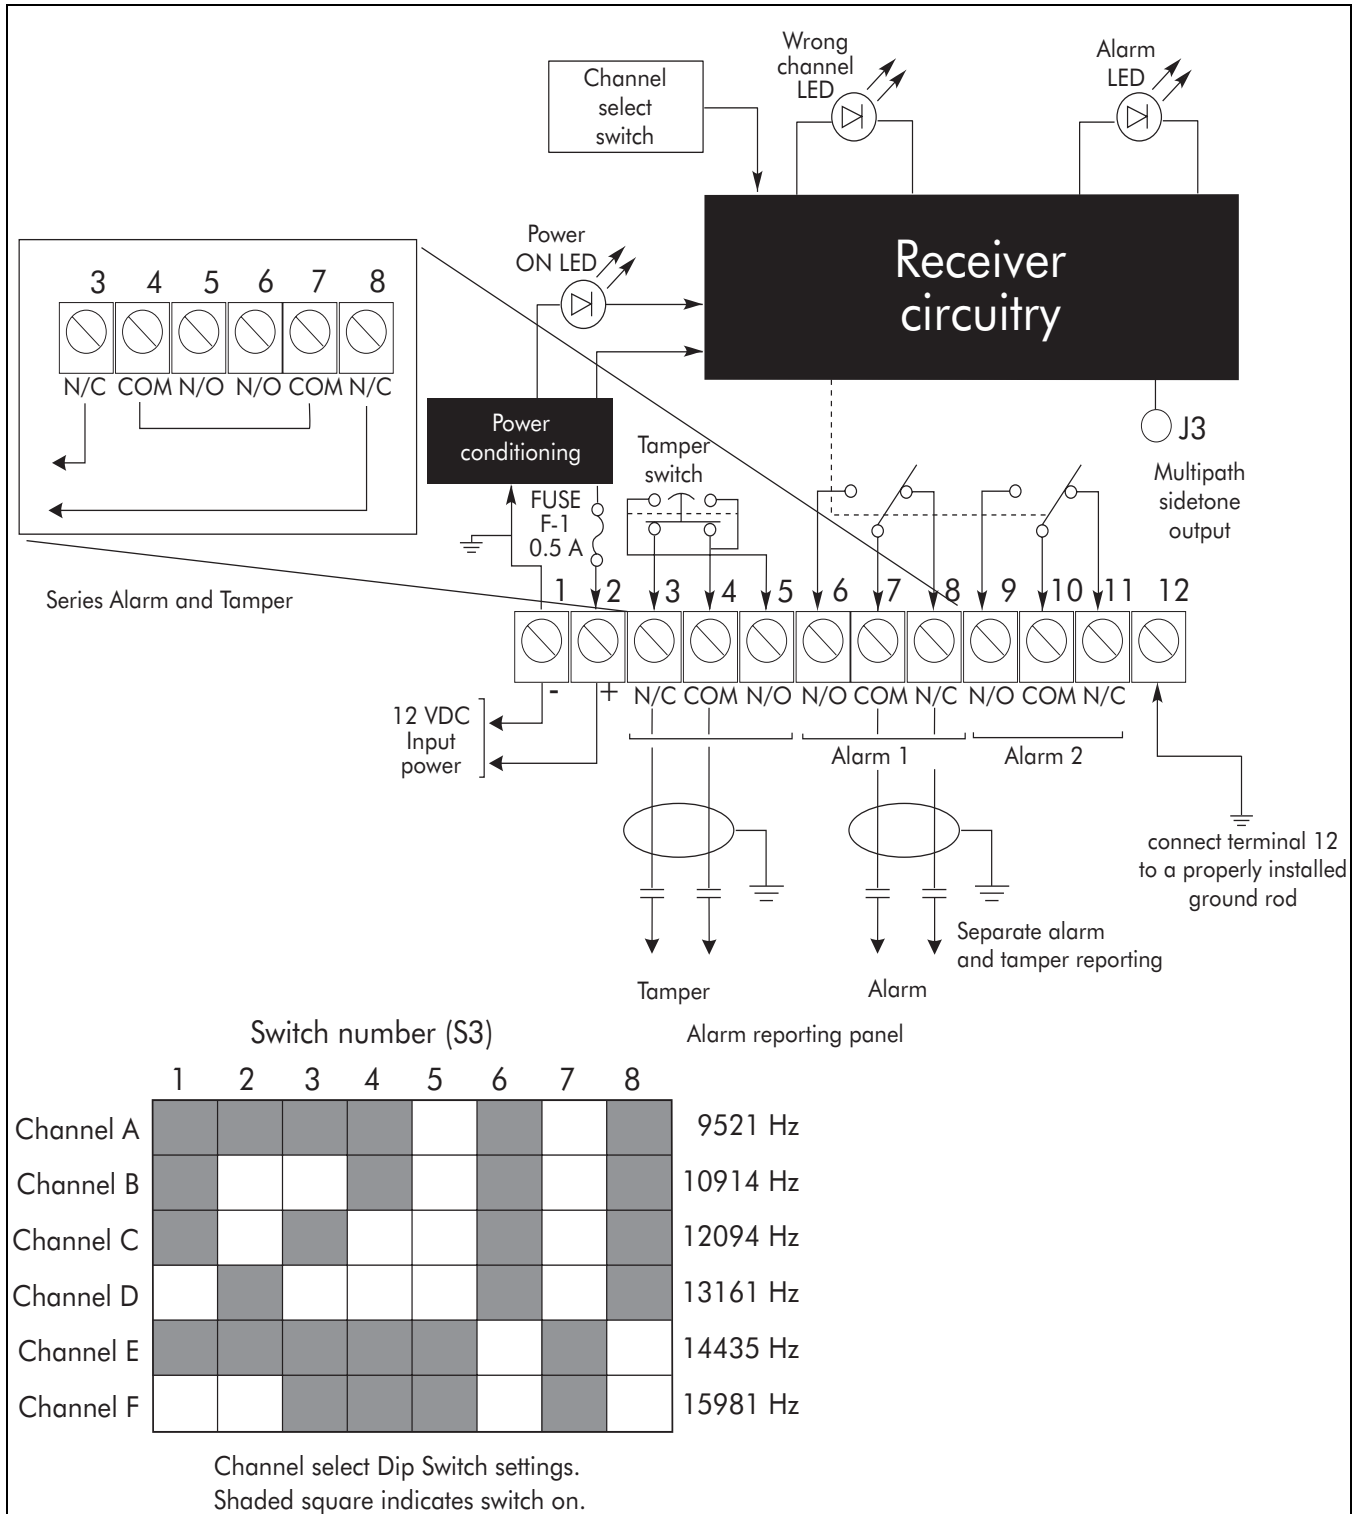 Wrong
channel
LED
Alarm
LED
Channel
select
switch
Receiver
circuitry
Power
ON LED
3 4 5 6 7 8
N/C COM N/O N/O COM N/C
Power
conditioning
J3
Multipath
sidetone
output
Tamper
switch
FUSE
F-1
0.5 A
Series Alarm and Tamper
1 2 3 4 5 6 7 8 9 10 11 12
- + N/C COM N/O N/O COM N/C N/O COM N/C
12 VDC
Input
power
Alarm 1
Alarm 2
connect terminal 12
to a properly installed
ground rod
Separate alarm
and tamper reporting
Tamper
Alarm
Alarm reporting panel
Switch number (S3)
1 2 3 4 5 6 7 8
Channel A 9521 Hz
Channel B 10914 Hz
Channel C 12094 Hz
Channel D 13161 Hz
Channel E 14435 Hz
Channel F 15981 Hz
Channel select Dip Switch settings.
Shaded square indicates switch on.